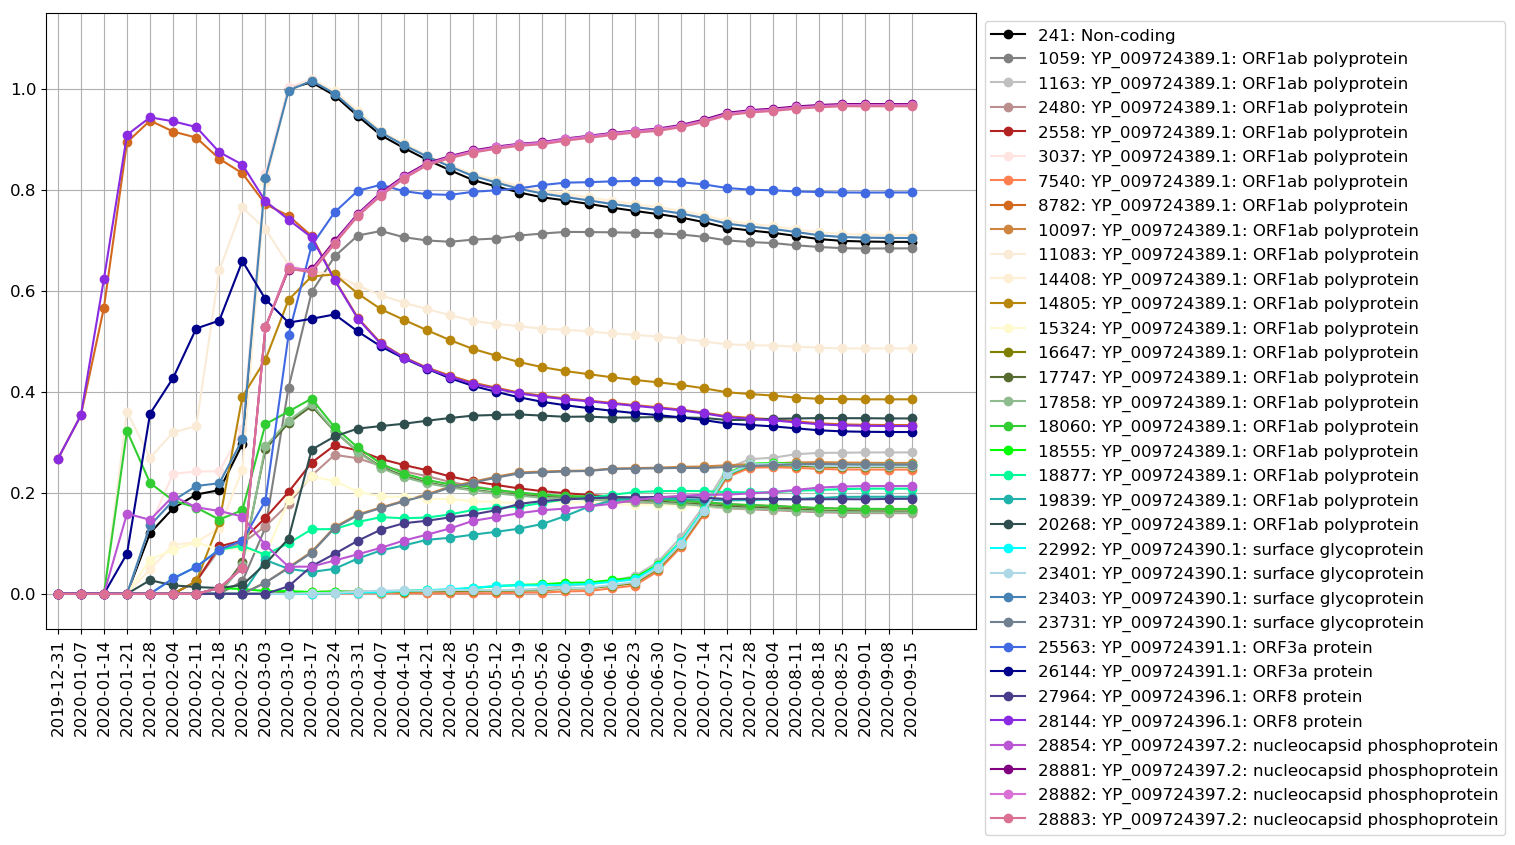 1.0
0.8
0.6
0.4
0.2
0.0
2019-12-31
2020-01-07
2020-01-14
2020-01-21
2020-01-28
2020-02-04
2020-02-11
2020-02-18
2020-02-25
2020-03-03
2020-03-10
2020-03-17
2020-03-24
2020-03-31
2020-04-07
2020-04-14
2020-04-21
2020-04-28
2020-05-05
2020-05-12
2020-05-19
2020-05-26
2020-06-02
2020-06-09
2020-06-16
2020-06-23
2020-06-30
2020-07-07
2020-07-14
2020-07-21
2020-07-28
2020-08-04
2020-08-11
2020-08-18
2020-08-25
2020-09-01
2020-09-08
2020-09-15
241: Non-coding
1059: YP_009724389.1: ORF1ab polyprotein
1163: YP_009724389.1: ORF1ab polyprotein
2480: YP_009724389.1: ORF1ab polyprotein
2558: YP_009724389.1: ORF1ab polyprotein
3037: YP_009724389.1: ORF1ab polyprotein
7540: YP_009724389.1: ORF1ab polyprotein
8782: YP_009724389.1: ORF1ab polyprotein
10097: YP_009724389.1: ORF1ab polyprotein
11083: YP_009724389.1: ORF1ab polyprotein
14408: YP_009724389.1: ORF1ab polyprotein
14805: YP_009724389.1: ORF1ab polyprotein
15324: YP_009724389.1: ORF1ab polyprotein
16647: YP_009724389.1: ORF1ab polyprotein
17747: YP_009724389.1: ORF1ab polyprotein
17858: YP_009724389.1: ORF1ab polyprotein
18060: YP_009724389.1: ORF1ab polyprotein
18555: YP_009724389.1: ORF1ab polyprotein
18877: YP_009724389.1: ORF1ab polyprotein
19839: YP_009724389.1: ORF1ab polyprotein
20268: YP_009724389.1: ORF1ab polyprotein
22992: YP_009724390.1: surface glycoprotein
23401: YP_009724390.1: surface glycoprotein
23403: YP_009724390.1: surface glycoprotein
23731: YP_009724390.1: surface glycoprotein
25563: YP_009724391.1: ORF3a protein
26144: YP_009724391.1: ORF3a protein
27964: YP_009724396.1: ORF8 protein
28144: YP_009724396.1: ORF8 protein
28854: YP_009724397.2: nucleocapsid phosphoprotein
28881: YP_009724397.2: nucleocapsid phosphoprotein
28882: YP_009724397.2: nucleocapsid phosphoprotein
28883: YP_009724397.2: nucleocapsid phosphoprotein